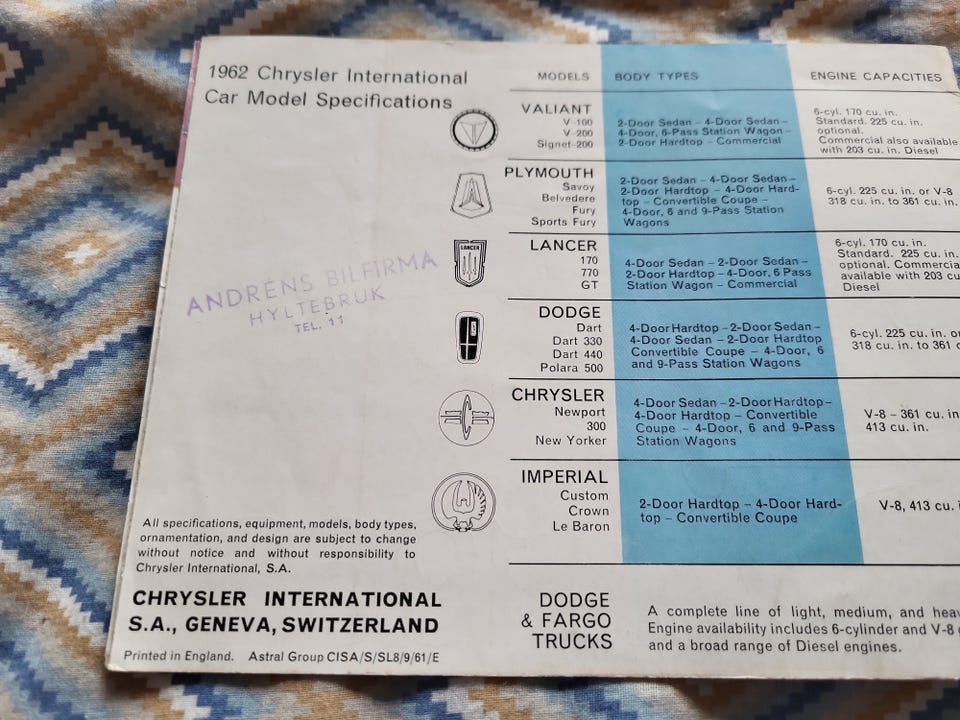 1962 Chrysler International
Car Model Specifications
MODELS
BODY TYPES
ENGINE CAPACITIES
VALIANT
V-100
V-200
Signet-200
2-Door Sedan – 4-Door Sedan –
4-Door, 6-Pass Station Wagon –
2-Door Hardtop – Commercial
6-cyl. 170 cu. in.
Standard. 225 cu. in.
optional.
Commercial also available
with 203 cu. in. Diesel
PLYMOUTH
Savoy
Belvedere
Fury
Sports Fury
2-Door Sedan – 4-Door Sedan –
2-Door Hardtop – 4-Door Hard-
top – Convertible Coupe –
4-Door, 6 and 9-Pass Station
Wagons
6-cyl. 225 cu. in. or V-8
318 cu. in. to 361 cu. in.
LANCER
LANCER
170
770
GT
4-Door Sedan – 2-Door Sedan –
2-Door Hardtop – 4-Door, 6 Pass
Station Wagon – Commercial
6-cyl. 170 cu. in.
Standard. 225 cu. in.
optional. Commercia
available with 203 cu
Diesel
DODGE
Dart
Dart 330
Dart 440
Polara 500
4-Door Hardtop – 2-Door Sedan –
4-Door Sedan – 2-Door Hardtop
Convertible Coupe – 4-Door, 6
and 9-Pass Station Wagons
6-cyl. 225 cu. in. o
318 cu. in. to 361 c
CHRYSLER
Newport
300
New Yorker
4-Door Sedan – 2-Door Hardtop –
4-Door Hardtop – Convertible
Coupe – 4-Door, 6 and 9-Pass
Station Wagons
V-8 – 361 cu. in
413 cu. in.
IMPERIAL
Custom
Crown
Le Baron
2-Door Hardtop – 4-Door Hard-
top – Convertible Coupe
V-8, 413 cu. i
ANDRÉNS BILFIRMA
HYLTEBRUK
TEL. 11
All specifications, equipment, models, body types,
ornamentation, and design are subject to change
without notice and without responsibility to
Chrysler International, S.A.
CHRYSLER INTERNATIONAL
S.A., GENEVA, SWITZERLAND
Printed in England. Astral Group CISA/S/SL8/9/61/E
DODGE
& FARGO
TRUCKS
A complete line of light, medium, and hea
Engine availability includes 6-cylinder and V-8
and a broad range of Diesel engines.